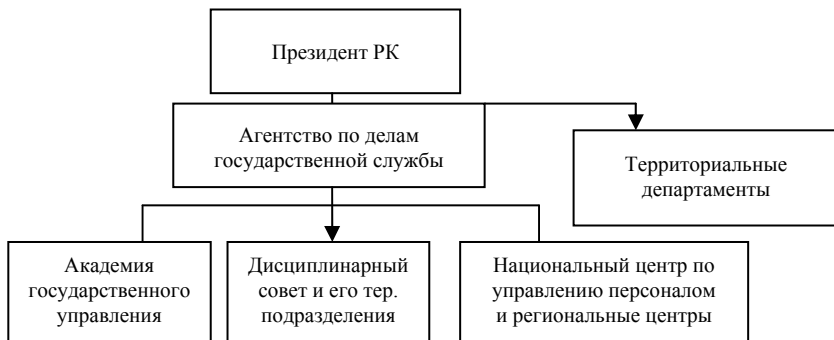 Президент РК
Агентство по делам
государственной службы
Территориальные
департаменты
Академия
государственного
управления
Дисциплинарный
совет и его тер.
подразделения
Национальный центр по
управлению персоналом
и региональные центры